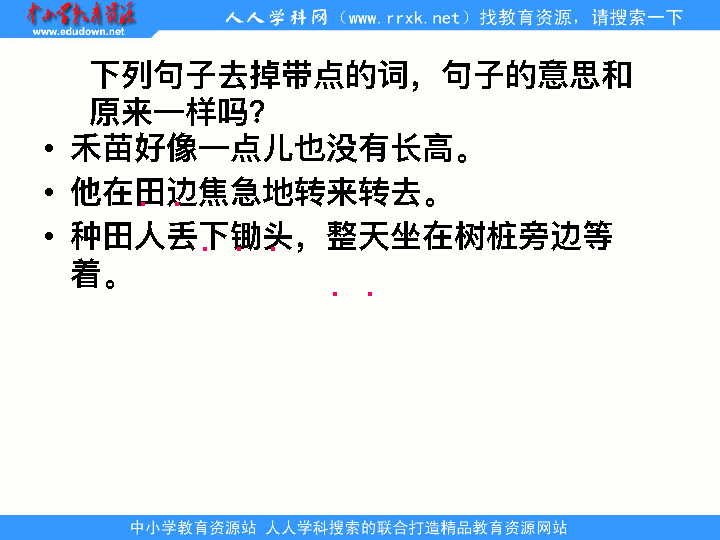 中小学教育资源
www.edudown.net
人人学科网（www.rrxk.net）找教育资源，请搜索一下
下列句子去掉带点的词，句子的意思和
原来一样吗？
• 禾苗好像一点儿也没有长高。
• 他在田边焦急地转来转去。
• 种田人丢下锄头，整天坐在树桩旁边等
着。
中小学教育资源站 人人学科搜索的联合打造精品教育资源网站